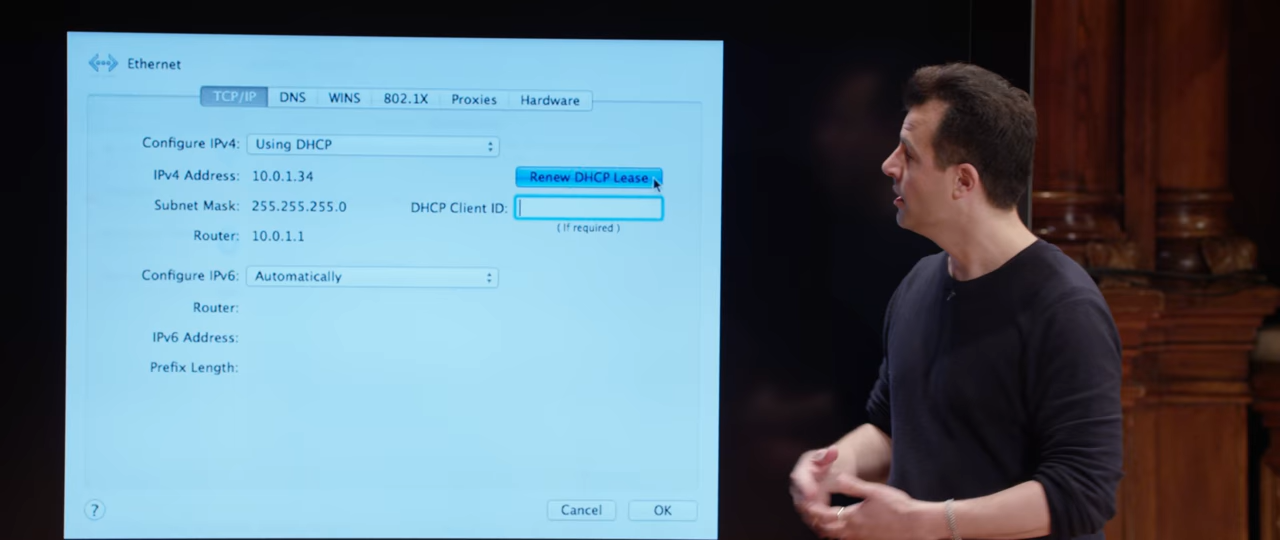 Ethernet
TCP/IP DNS WINS 802.1X Proxies Hardware
Configure IPv4: Using DHCP
IPv4 Address: 10.0.1.34 Renew DHCP Lease
Subnet Mask: 255.255.255.0 DHCP Client ID:
( If required )
Router: 10.0.1.1
Configure IPv6: Automatically
Router:
IPv6 Address:
Prefix Length:
? Cancel OK